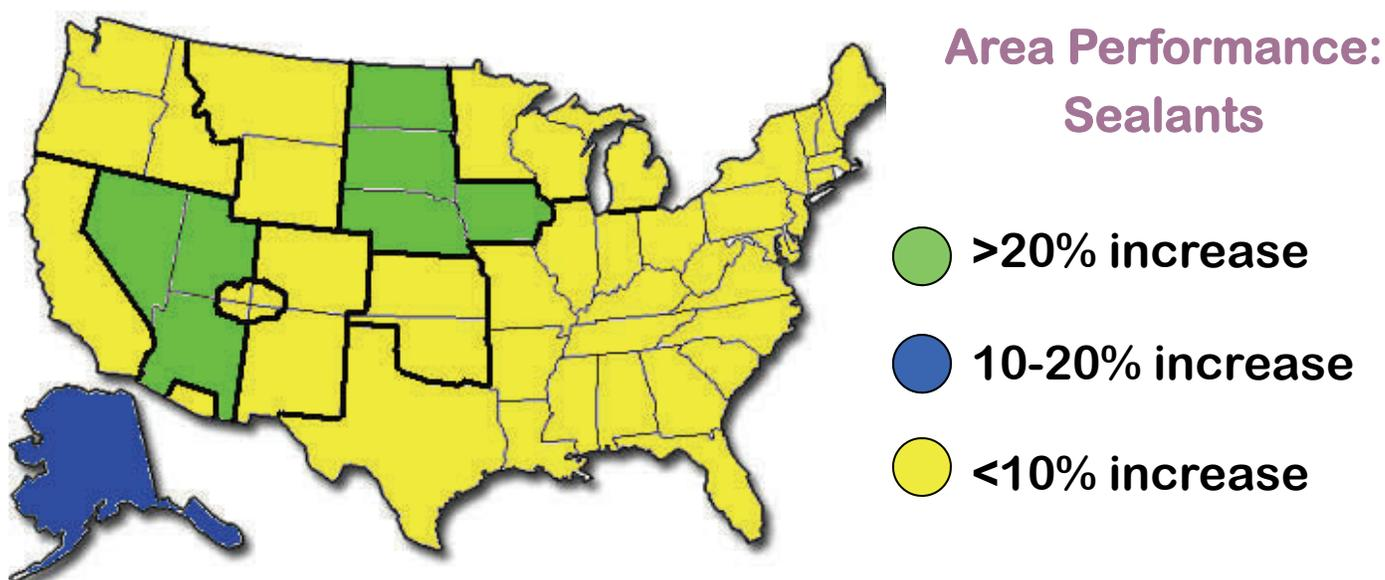 Area Performance:
Sealants
>20% increase
10-20% increase
<10% increase